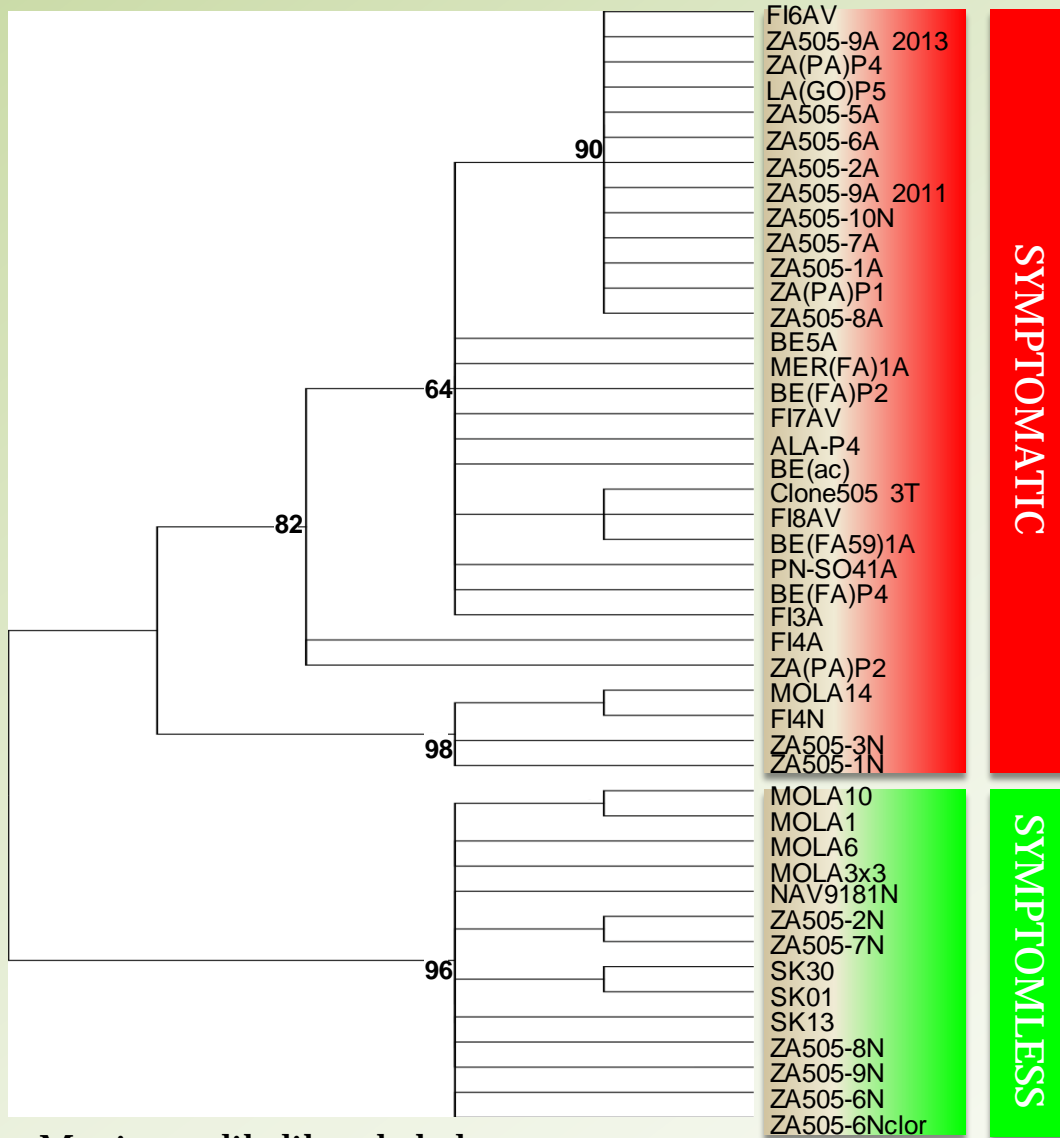 FI6AV
ZA505-9A 2013
ZA(PA)P4
LA(GO)P5
ZA505-5A
ZA505-6A
90
ZA505-2A
ZA505-9A 2011
ZA505-10N
ZA505-7A
ZA505-1A
ZA(PA)P1
ZA505-8A
BE5A
MER(FA)1A
64
BE(FA)P2
FI7AV
ALA-P4
BE(ac)
Clone505 3T
82
FI8AV
BE(FA59)1A
PN-SO41A
BE(FA)P4
FI3A
FI4A
ZA(PA)P2
MOLA14
FI4N
98
ZA505-3N
ZA505-1N
SYMPTOMATIC
MOLA10
MOLA1
MOLA6
MOLA3x3
NAV9181N
ZA505-2N
ZA505-7N
96
SK30
SK01
SK13
ZA505-8N
ZA505-9N
ZA505-6N
ZA505-6Nclor
SYMPTOMLESS